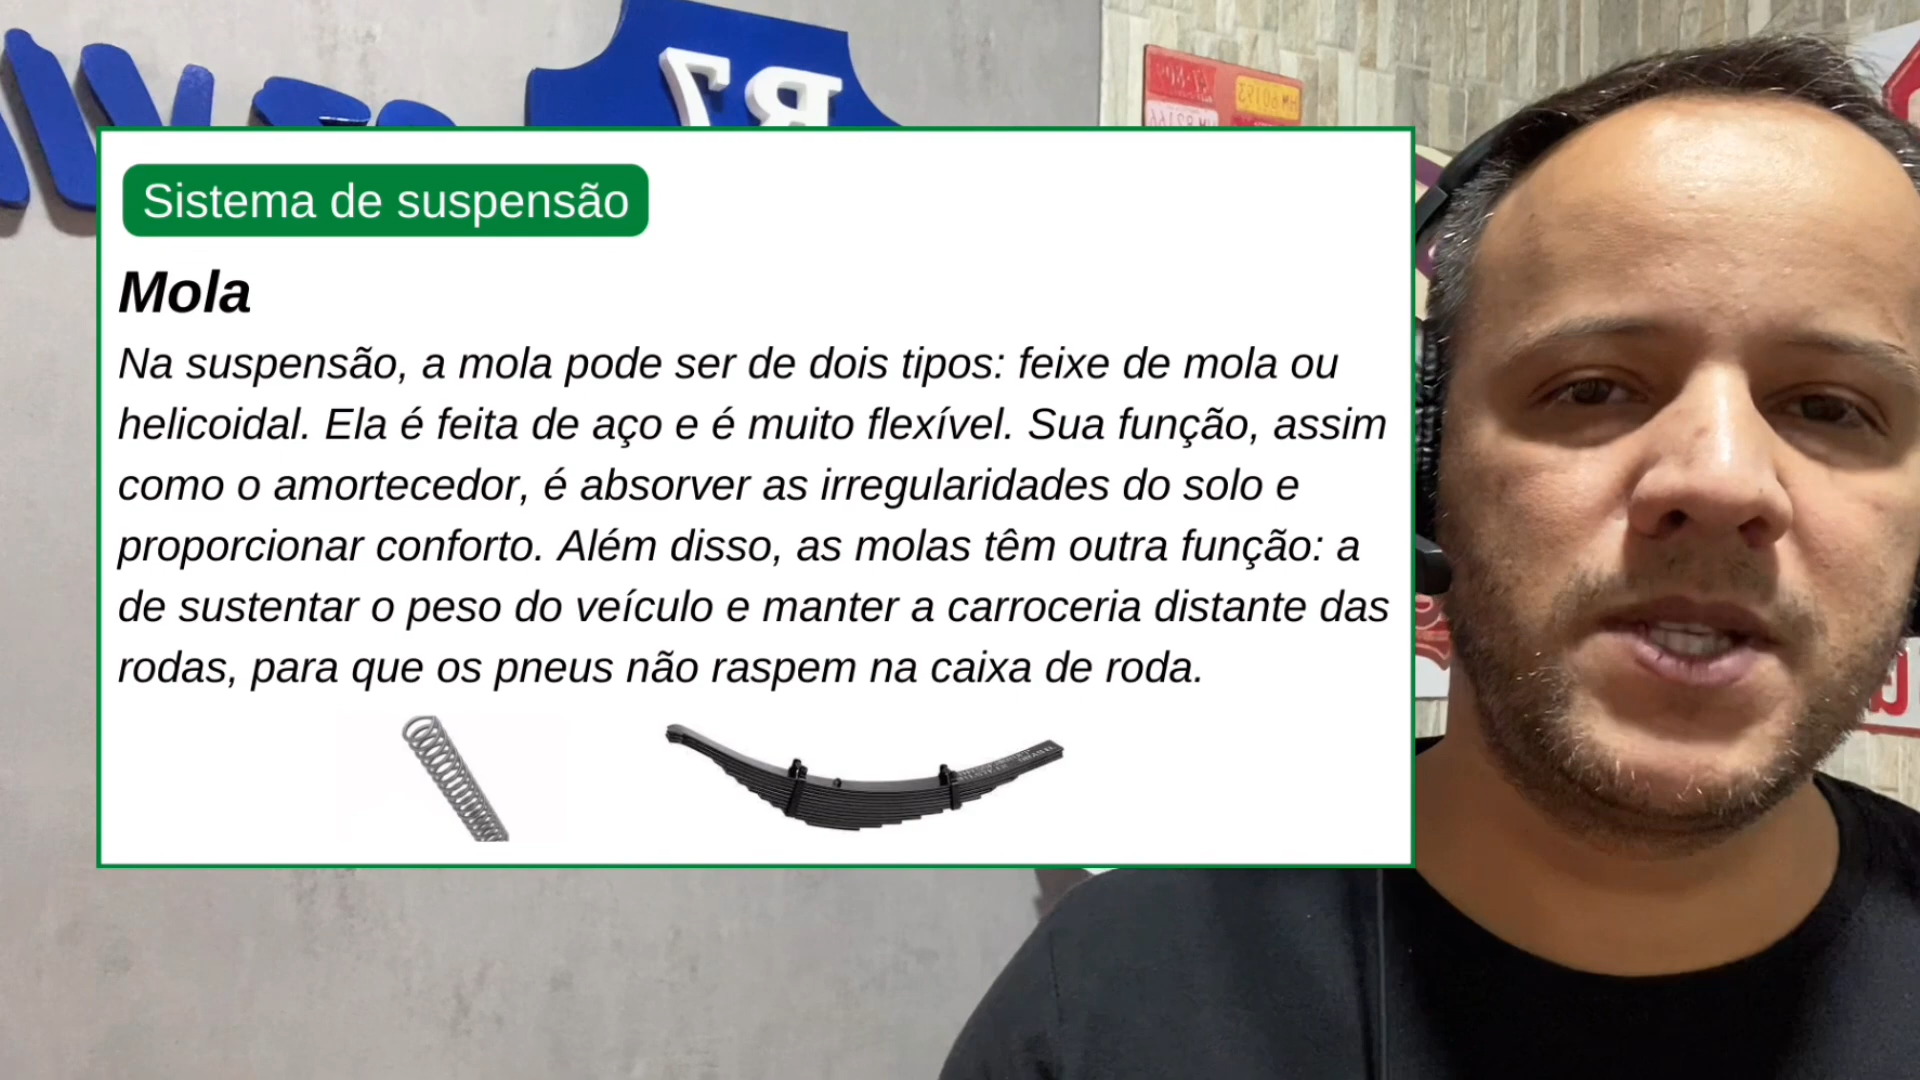 R7
Sistema de suspensão
Mola
Na suspensão, a mola pode ser de dois tipos: feixe de mola ou
helicoidal. Ela é feita de aço e é muito flexível. Sua função, assim
como o amortecedor, é absorver as irregularidades do solo e
proporcionar conforto. Além disso, as molas têm outra função: a
de sustentar o peso do veículo e manter a carroceria distante das
rodas, para que os pneus não raspem na caixa de roda.